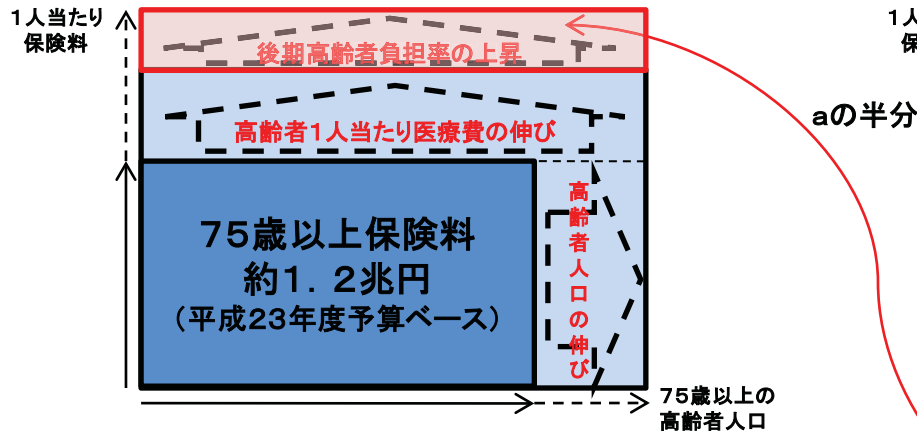 1人当たり
保険料
後期高齢者負担率の上昇
高齢者1人当たり医療費の伸び
75歳以上保険料
約1.2兆円
（平成23年度予算ベース）
高齢者人口の伸び
75歳以上の
高齢者人口
aの半分
1人
保